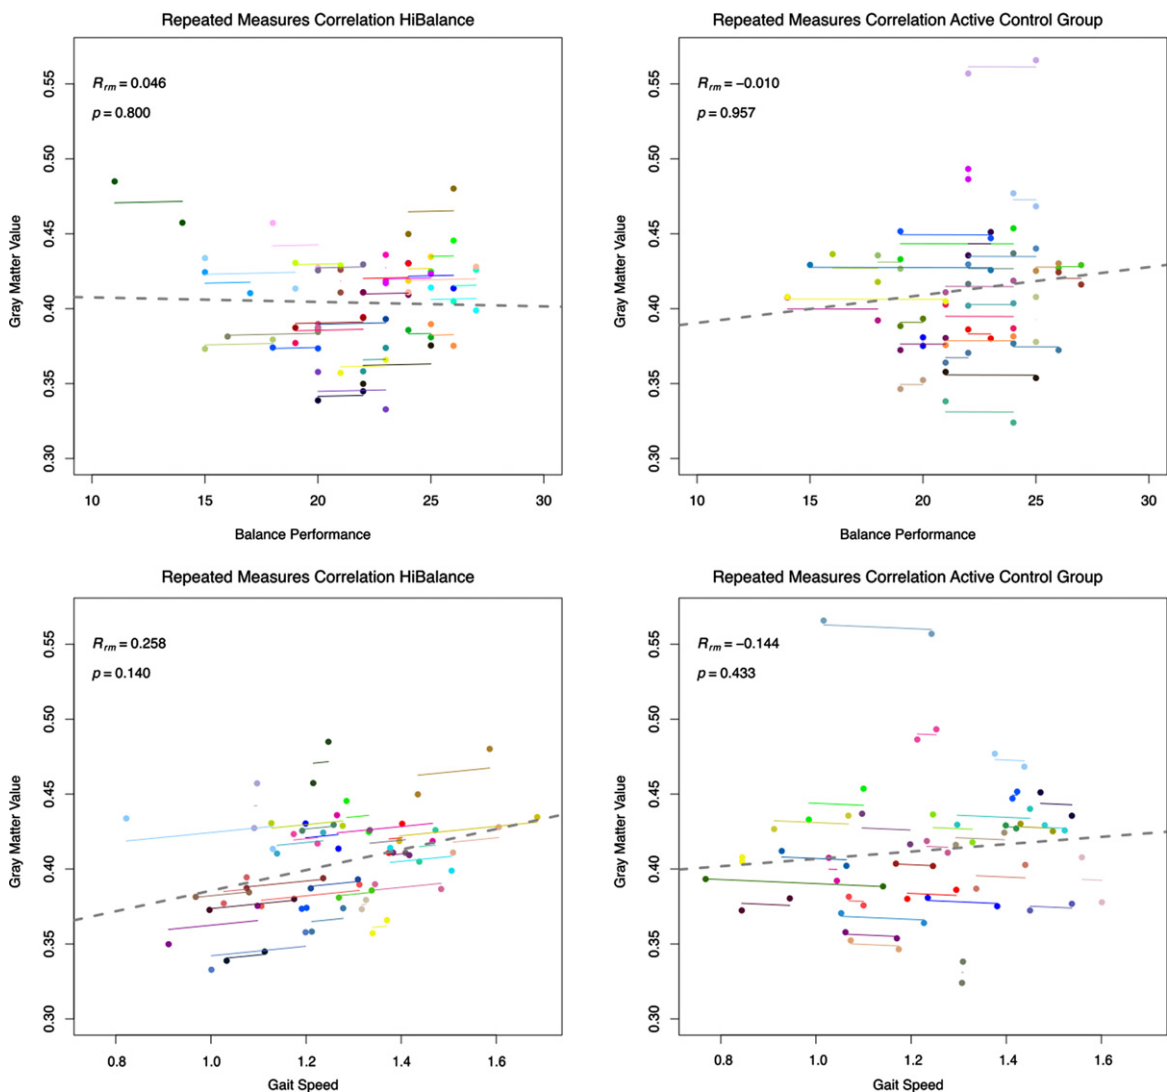 Repeated Measures Correlation HiBalance
Rrm = 0.046
p = 0.800
Gray Matter Value
0.55
0.50
0.45
0.40
0.35
0.30
10 15 20 25 30
Balance Performance
Repeated Measures Correlation Active Control Group
Rrm = −0.010
p = 0.957
Gray Matter Value
0.55
0.50
0.45
0.40
0.35
0.30
10 15 20 25 30
Balance Performance
Repeated Measures Correlation HiBalance
Rrm = 0.258
p = 0.140
Gray Matter Value
0.55
0.50
0.45
0.40
0.35
0.30
0.8 1.0 1.2 1.4 1.6
Gait Speed
Repeated Measures Correlation Active Control Group
Rrm = −0.144
p = 0.433
Gray Matter Value
0.55
0.50
0.45
0.40
0.35
0.30
0.8 1.0 1.2 1.4 1.6
Gait Speed